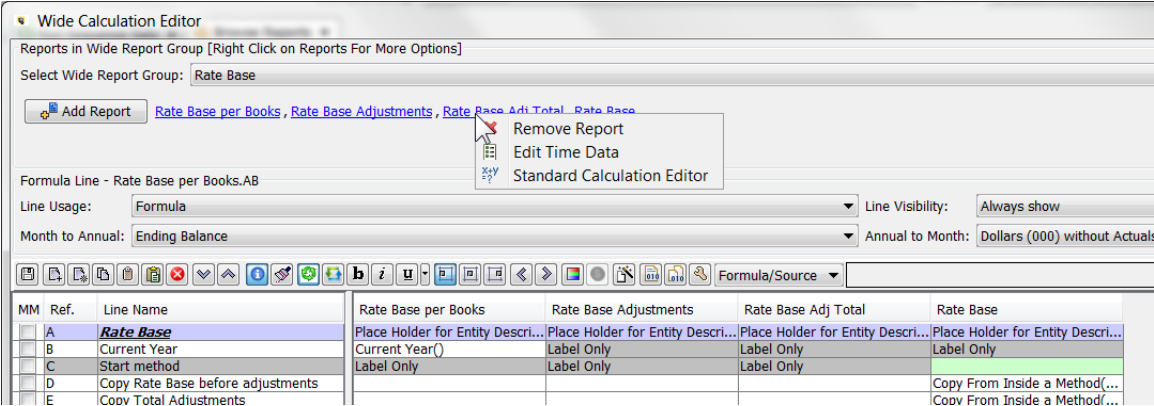 Wide Calculation Editor
Reports in Wide Report Group [Right Click on Reports For More Options]
Select Wide Report Group: Rate Base
Add Report Rate Base per Books , Rate Base Adjustments , Rate Base Adj Total Rate Base
Remove Report
Edit Time Data
X+Y =? Standard Calculation Editor
Formula Line - Rate Base per Books.AB
Line Usage: Formula Line Visibility: Always show
Month to Annual: Ending Balance Annual to Month: Dollars (000) without Actuals
b i u Formula/Source
MM Ref. Line Name Rate Base per Books Rate Base Adjustments Rate Base Adj Total Rate Base
A Rate Base Place Holder for Entity Descri... Place Holder for Entity Descri... Place Holder for Entity Descri... Place Holder for Entity Descri...
B Current Year Current Year() Label Only Label Only Label Only
C Start method Label Only Label Only Label Only
D Copy Rate Base before adjustments Copy From Inside a Method(...
E Copy Total Adjustments Copy From Inside a Method(...